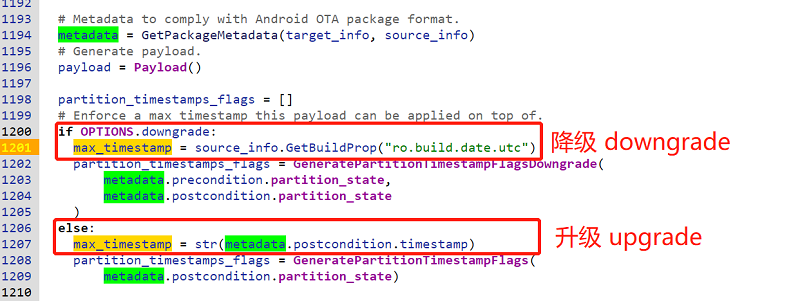 1192
1193 # Metadata to comply with Android OTA package format.
1194 metadata = GetPackageMetadata(target_info, source_info)
1195 # Generate payload.
1196 payload = Payload()
1197
1198 partition_timestamps_flags = []
1199 # Enforce a max timestamp this payload can be applied on top of.
1200 if OPTIONS.downgrade:
1201 max_timestamp = source_info.GetBuildProp("ro.build.date.utc") 降级 downgrade
1202 partition_timestamps_flags = GeneratePartitionTimestampFlagsDowngrade(
1203 metadata.precondition.partition_state,
1204 metadata.postcondition.partition_state
1205 )
1206 else:
1207 max_timestamp = str(metadata.postcondition.timestamp) 升级 upgrade
1208 partition_timestamps_flags = GeneratePartitionTimestampFlags(
1209 metadata.postcondition.partition_state)
1210